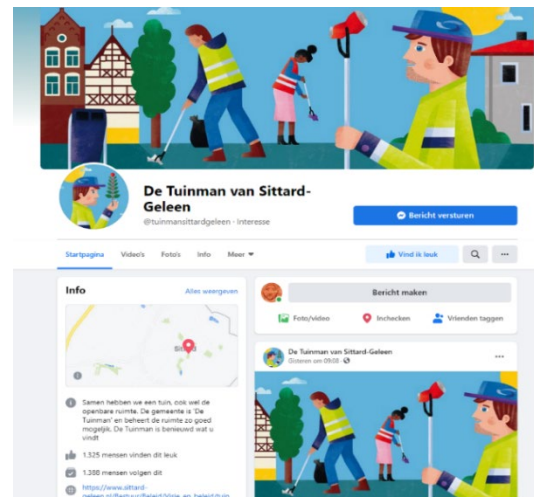 De Tuinman van Sittard-
Geleen
@tuinmansittardgeleen · Interesse
Bericht versturen
Startpagina Video's Foto's Info Meer
Vind ik leuk
Info
Alles weergeven
Samen hebben we een tuin, ook wel de
openbare ruimte. De gemeente is 'De
Tuinman' en beheert de ruimte zo goed
mogelijk. De Tuinman is benieuwd wat u
vindt
1.325 mensen vinden dit leuk
1.388 mensen volgen dit
https://www.sittard-
Bericht maken
Foto/video Inchecken Vrienden taggen
De Tuinman van Sittard-Geleen
Gisteren om 09:03